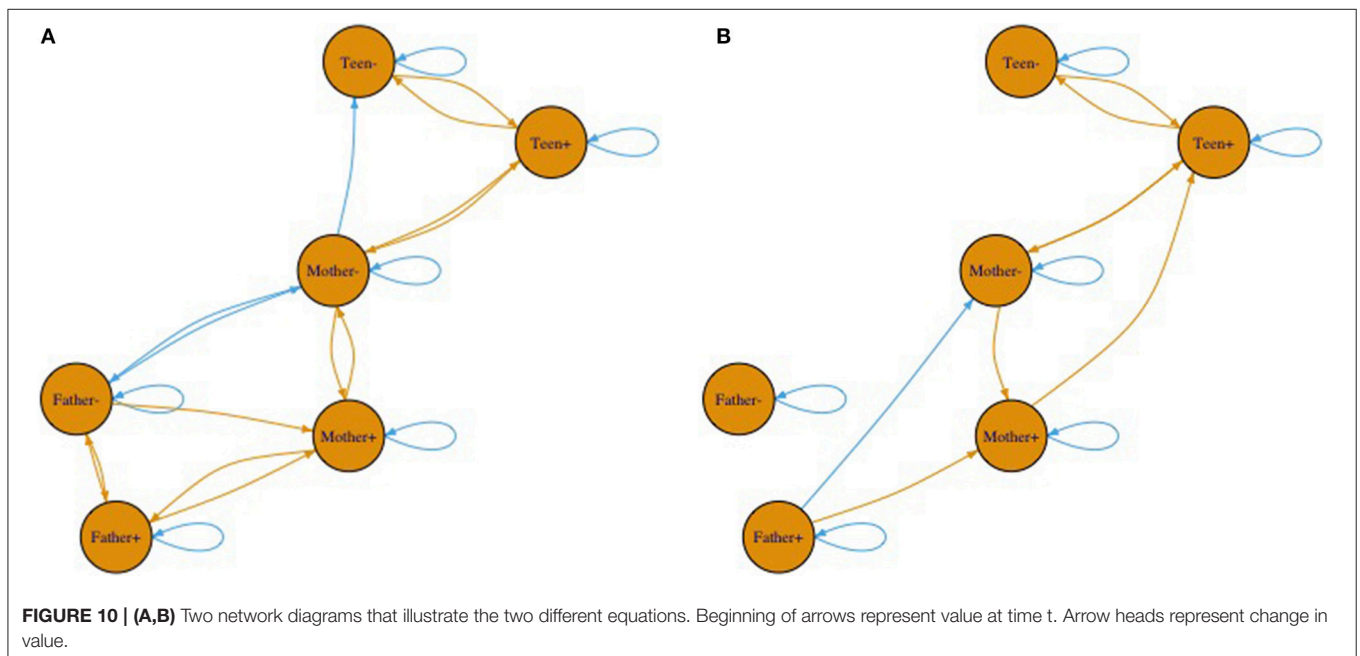 A
B
Teen-
Teen-
Teen+
Teen+
Mother-
Mother-
Father-
Father-
Mother+
Mother+
Father+
Father+
FIGURE 10 | (A,B) Two network diagrams that illustrate the two different equations. Beginning of arrows represent value at time t. Arrow heads represent change in
value.